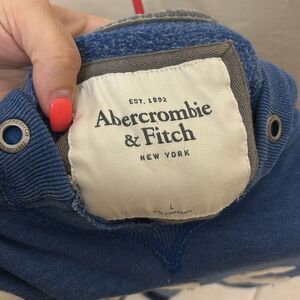 EST. 1892
Abercrombie
& Fitch
NEW YORK
L